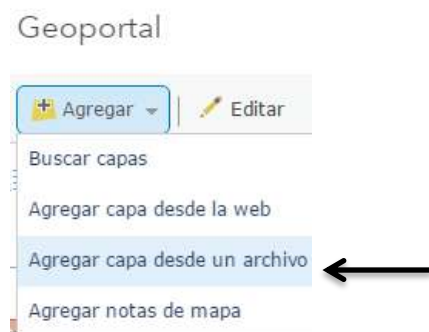 Geoportal
Agregar Editar
Buscar capas
Agregar capa desde la web
Agregar capa desde un archivo
Agregar notas de mapa